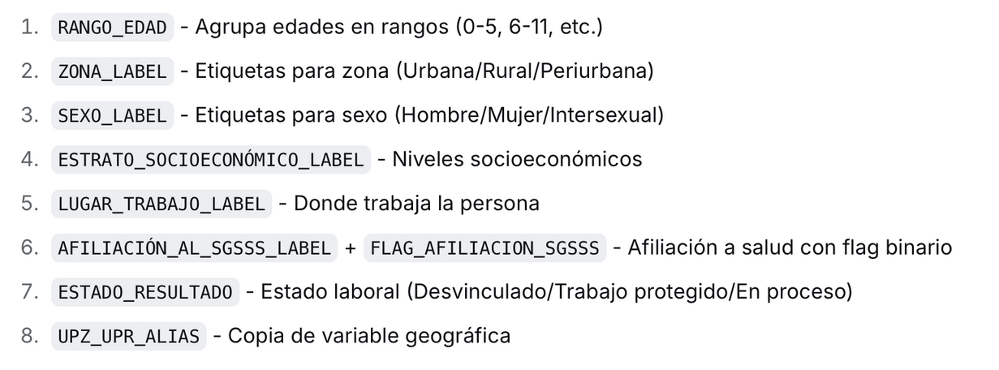 1. RANGO_EDAD - Agrupa edades en rangos (0-5, 6-11, etc.)
2. ZONA_LABEL - Etiquetas para zona (Urbana/Rural/Periurbana)
3. SEXO_LABEL - Etiquetas para sexo (Hombre/Mujer/Intersexual)
4. ESTRATO_SOCIOECONÓMICO_LABEL - Niveles socioeconómicos
5. LUGAR_TRABAJO_LABEL - Donde trabaja la persona
6. AFILIACIÓN_AL_SGSSS_LABEL + FLAG_AFILIACION_SGSSS - Afiliación a salud con flag binario
7. ESTADO_RESULTADO - Estado laboral (Desvinculado/Trabajo protegido/En proceso)
8. UPZ_UPR_ALIAS - Copia de variable geográfica